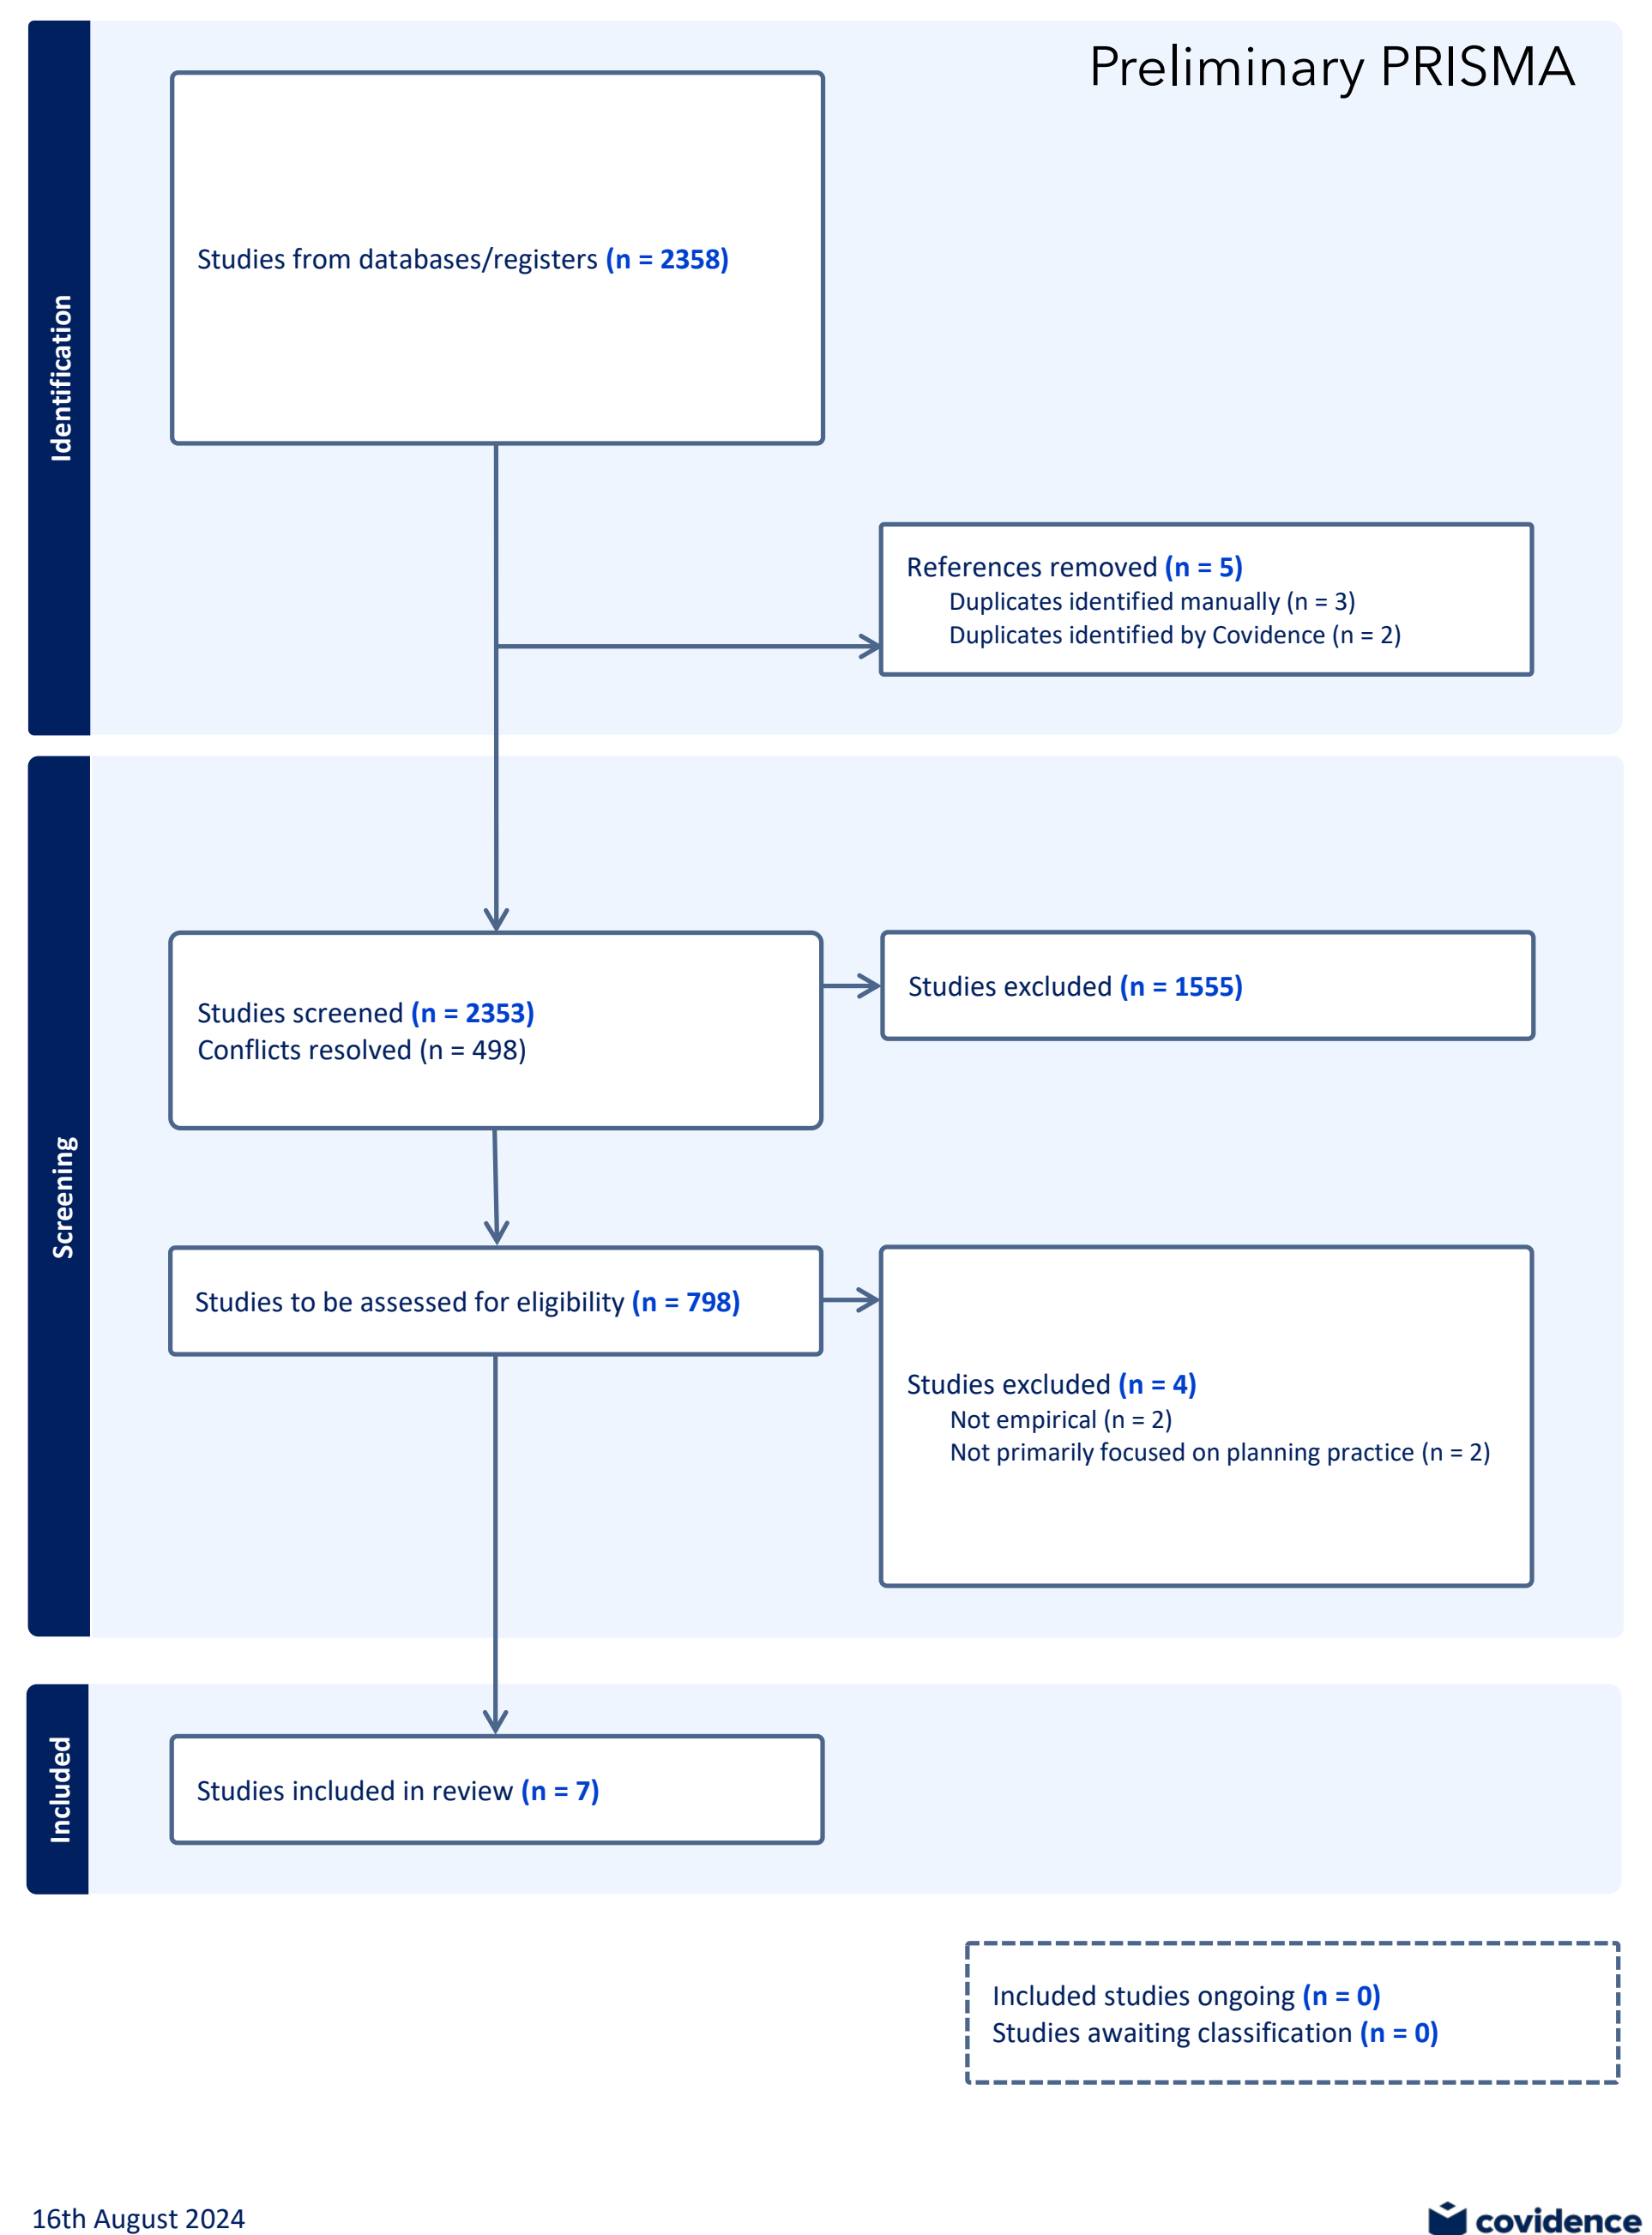 Preliminary PRISMA
Identification
Studies from databases/registers (n = 2358)
References removed (n = 5)
Duplicates identified manually (n = 3)
Duplicates identified by Covidence (n = 2)
Screening
Studies screened (n = 2353)
Conflicts resolved (n = 498)
Studies excluded (n = 1555)
Studies to be assessed for eligibility (n = 798)
Studies excluded (n = 4)
Not empirical (n = 2)
Not primarily focused on planning practice (n = 2)
Included
Studies included in review (n = 7)
Included studies ongoing (n = 0)
Studies awaiting classification (n = 0)
16th August 2024
covidence